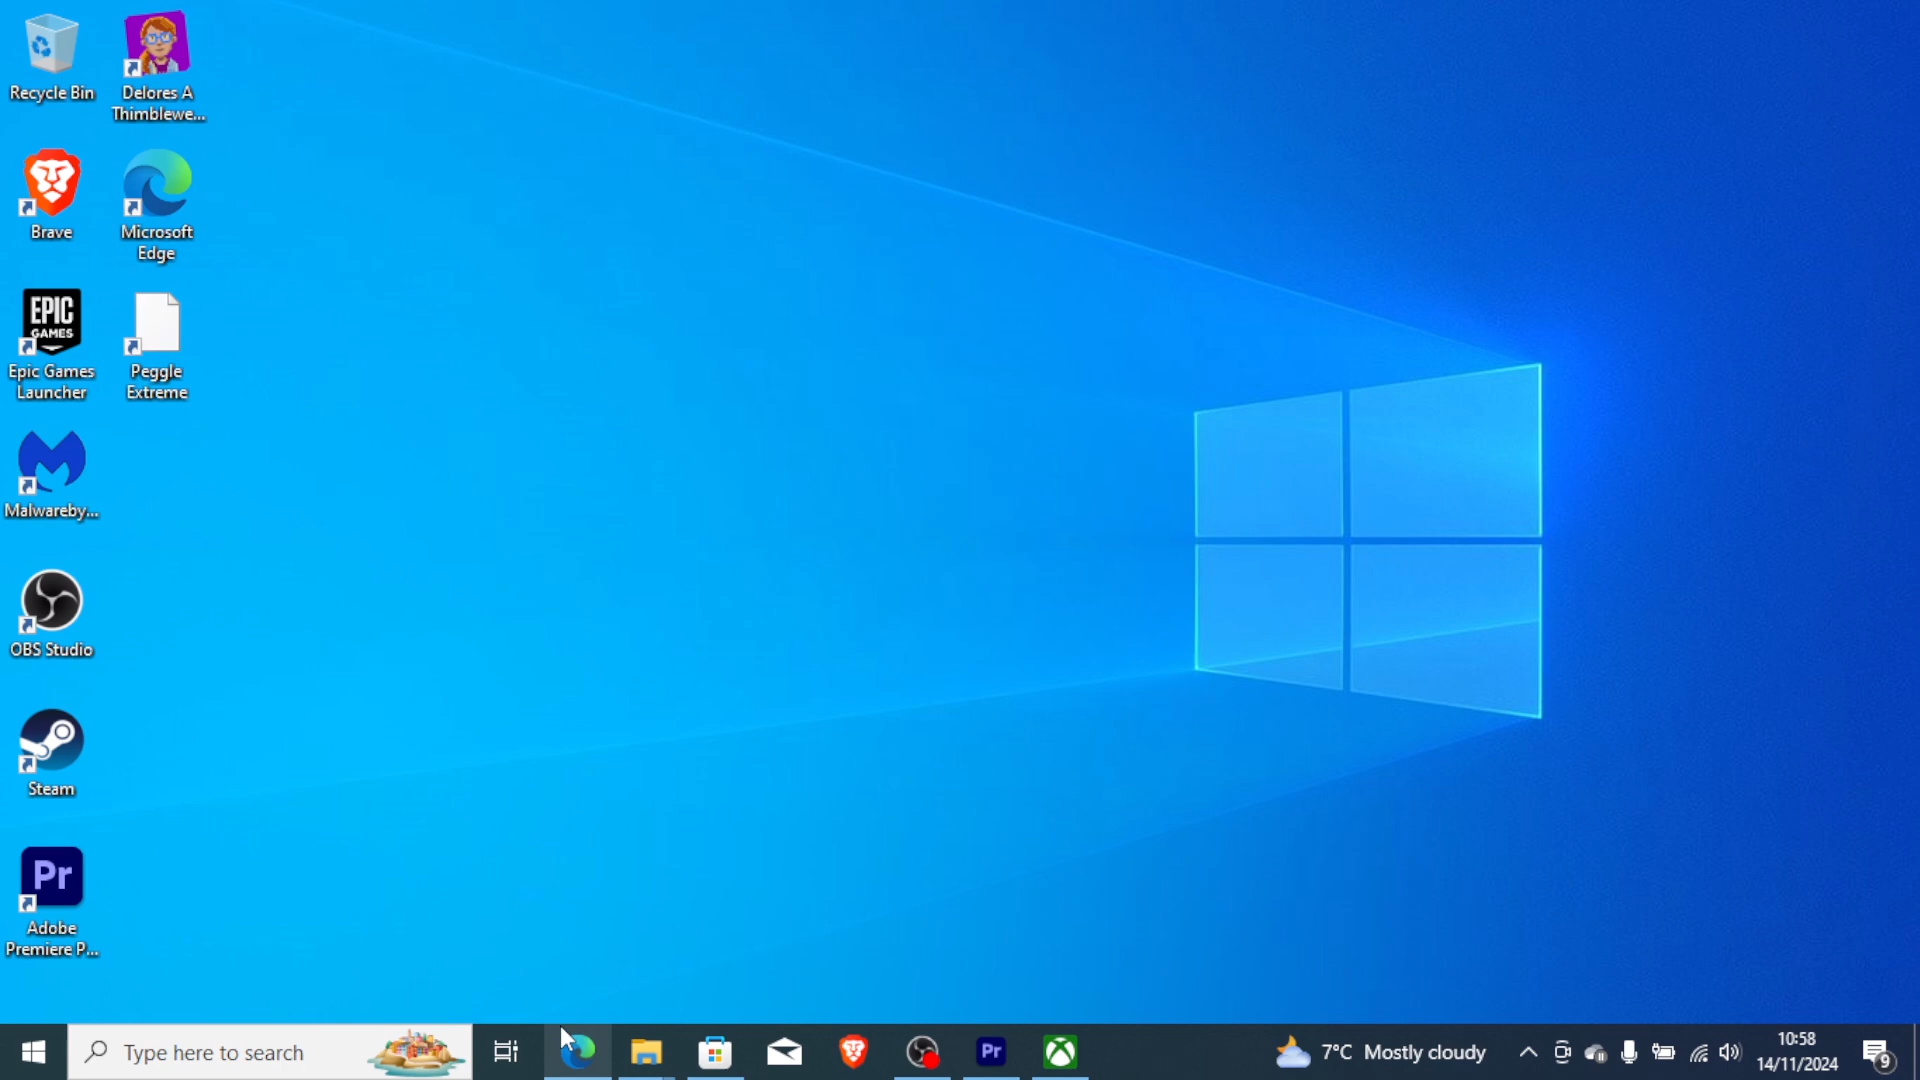 Recycle Bin
Delores A
Thimblewe...
Brave
Microsoft
Edge
EPIC
GAMES
Epic Games
Launcher
Peggle
Extreme
Malwareby...
OBS Studio
Steam
Pr
Adobe
Premiere P...
Type here to search
Pr
7°C Mostly cloudy
10:58
14/11/2024
9